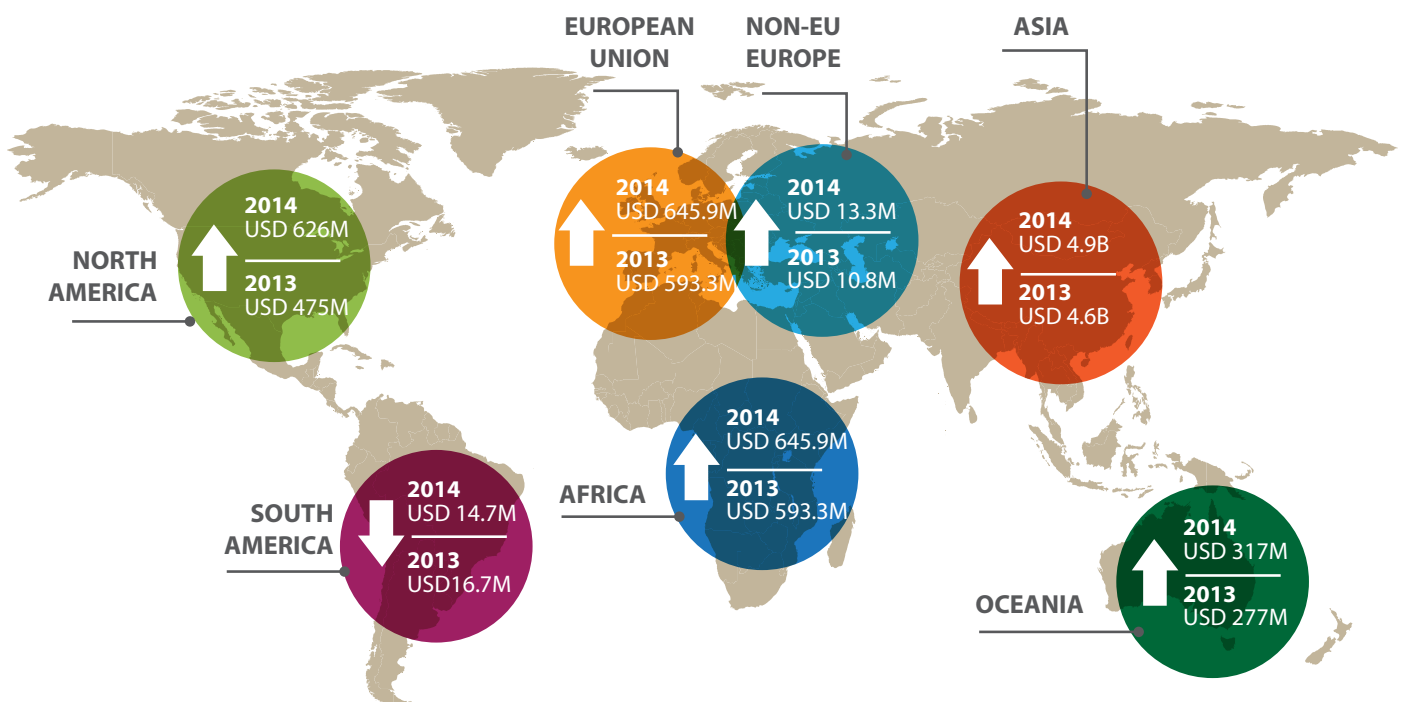 EUROPEAN
UNION
NON-EU
EUROPE
ASIA
2014
USD 645.9M
2013
USD 593.3M
2014
USD 13.3M
2013
USD 10.8M
2014
USD 4.9B
2013
USD 4.6B
NORTH
AMERICA
2014
USD 626M
2013
USD 475M
SOUTH
AMERICA
2014
USD 14.7M
2013
USD16.7M
AFRICA
2014
USD 645.9M
2013
USD 593.3M
OCEANIA
2014
USD 317M
2013
USD 277M